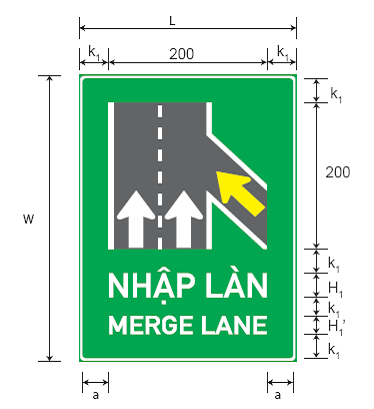 L
k1 200 k1
k1
200
W
k1
NHẬP LÀN
H1
k1
MERGE LANE
H1'
k1
a a